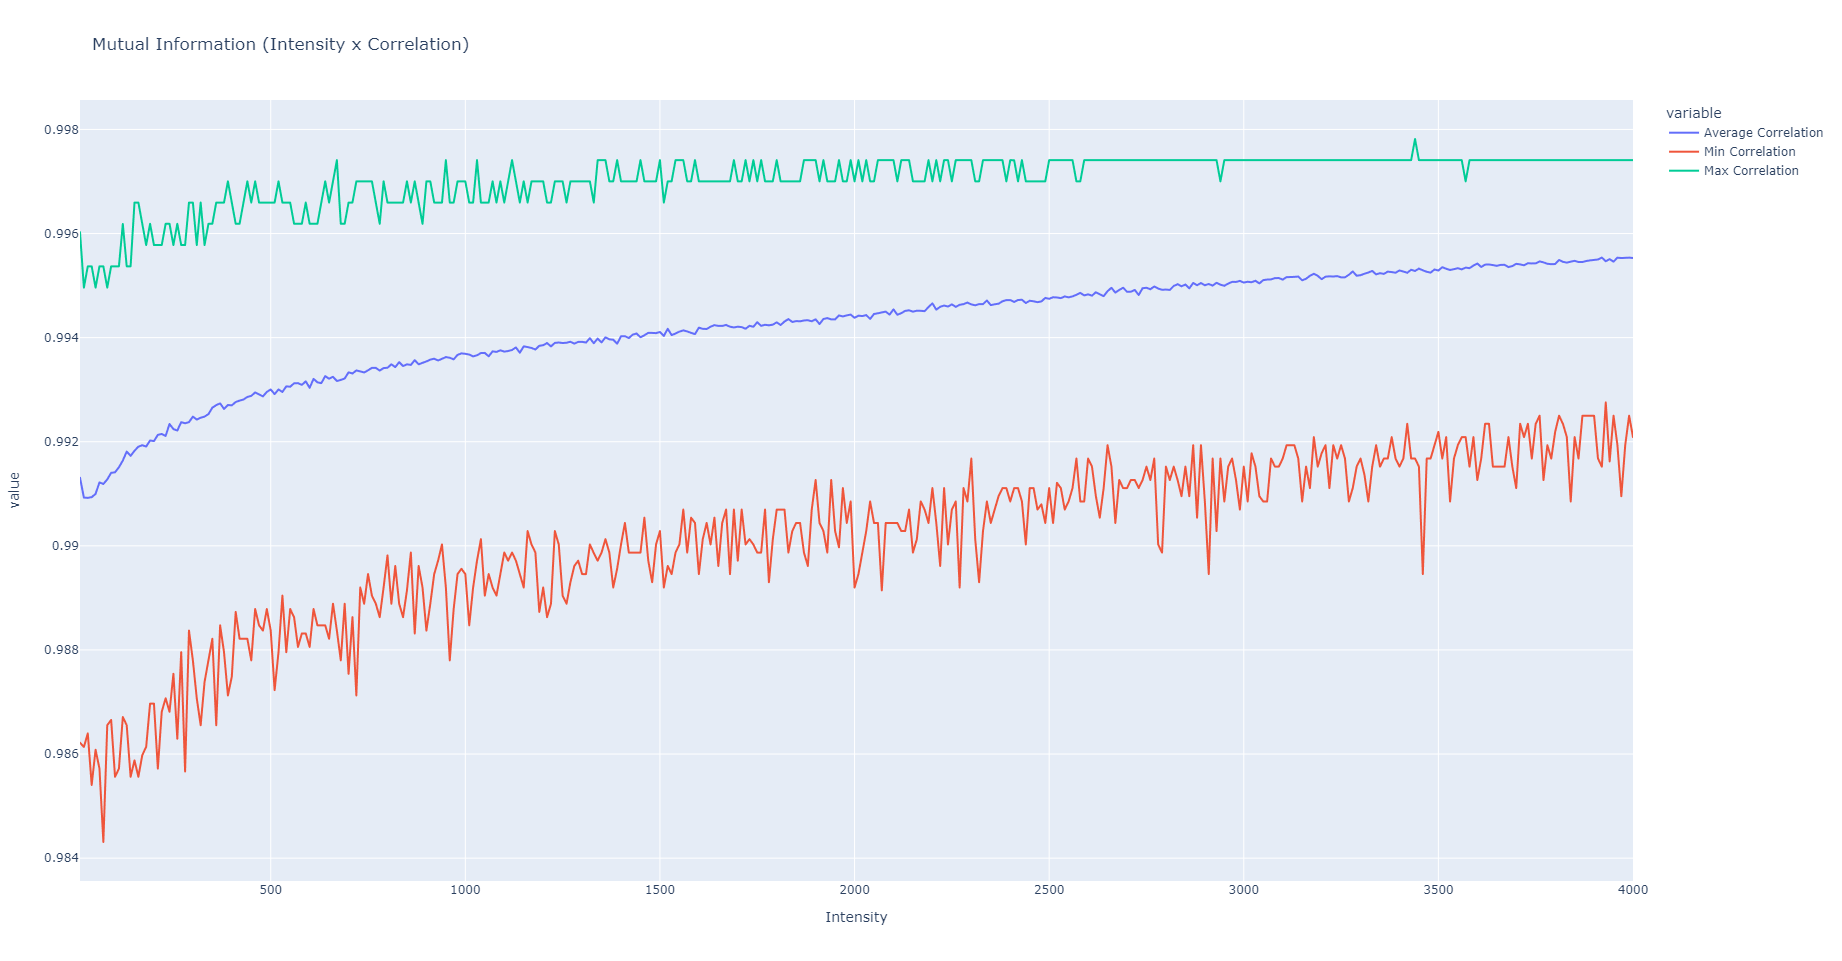 Mutual Information (Intensity x Correlation)
variable
Average Correlation
Min Correlation
Max Correlation
value
0.998
0.996
0.994
0.992
0.99
0.988
0.986
0.984
500
1000
1500
2000
2500
3000
3500
4000
Intensity